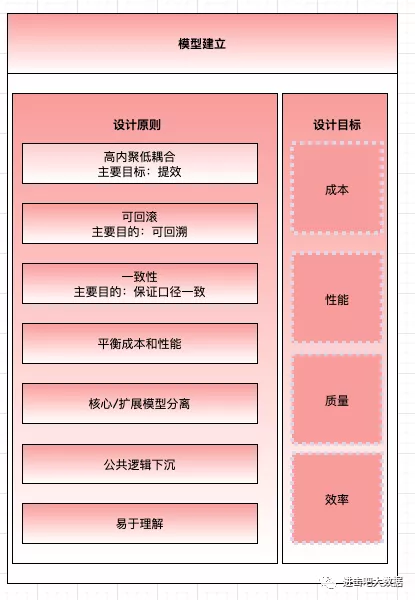 模型建立
设计原则
高内聚低耦合
主要目标：提效
可回滚
主要目的：可回溯
一致性
主要目的：保证口径一致
平衡成本和性能
核心/扩展模型分离
公共逻辑下沉
易于理解
设计目标
成本
性能
质量
效率
进击吧大数据